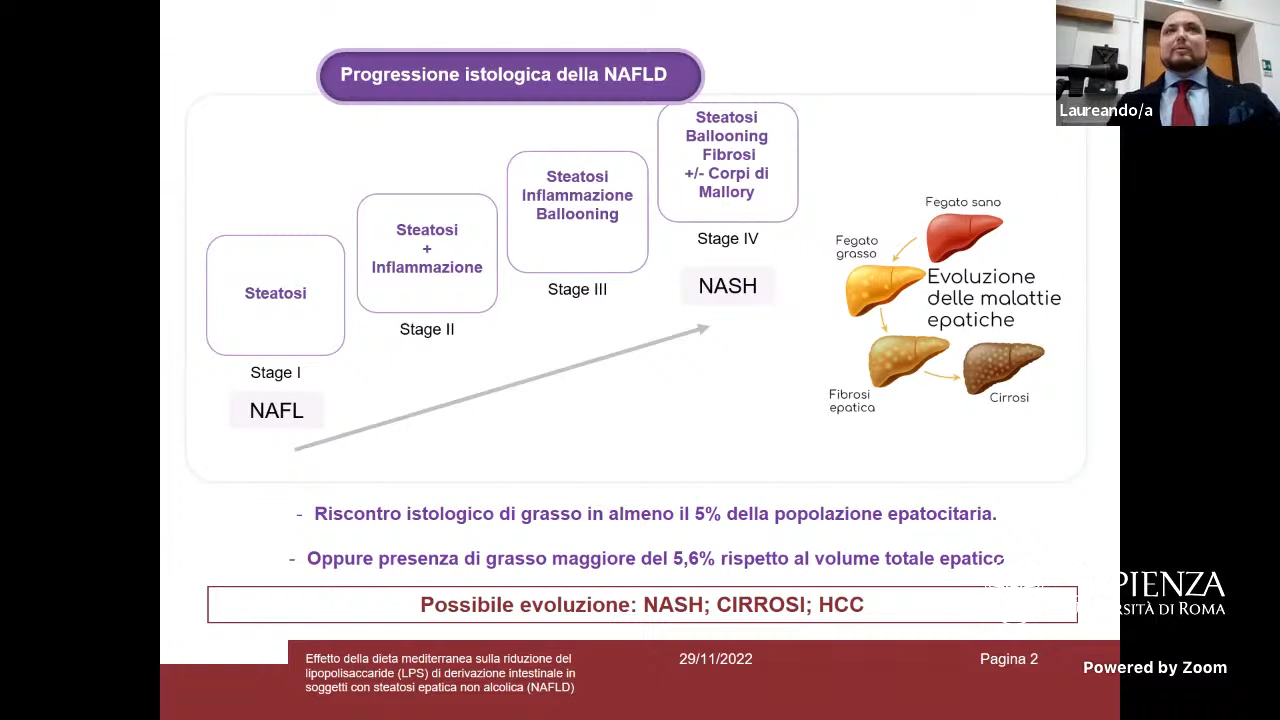 Progressione istologica della NAFLD
Laureando/a
Steatosi
Stage I
NAFL
Steatosi
+
Inflammazione
Stage II
Steatosi
Inflammazione
Ballooning
Stage III
Steatosi
Ballooning
Fibrosi
+/- Corpi di
Mallory
Stage IV
NASH
Fegato sano
Fegato
grasso
Evoluzione
delle malattie
epatiche
Fibrosi
epatica
Cirrosi
- Riscontro istologico di grasso in almeno il 5% della popolazione epatocitaria.
- Oppure presenza di grasso maggiore del 5,6% rispetto al volume totale epatico
Possibile evoluzione: NASH; CIRROSI; HCC
PIENZA
RSITÀ DI ROMA
Effetto della dieta mediterranea sulla riduzione del
lipopolisaccaride (LPS) di derivazione intestinale in
soggetti con steatosi epatica non alcolica (NAFLD)
29/11/2022
Pagina 2
Powered by Zoom